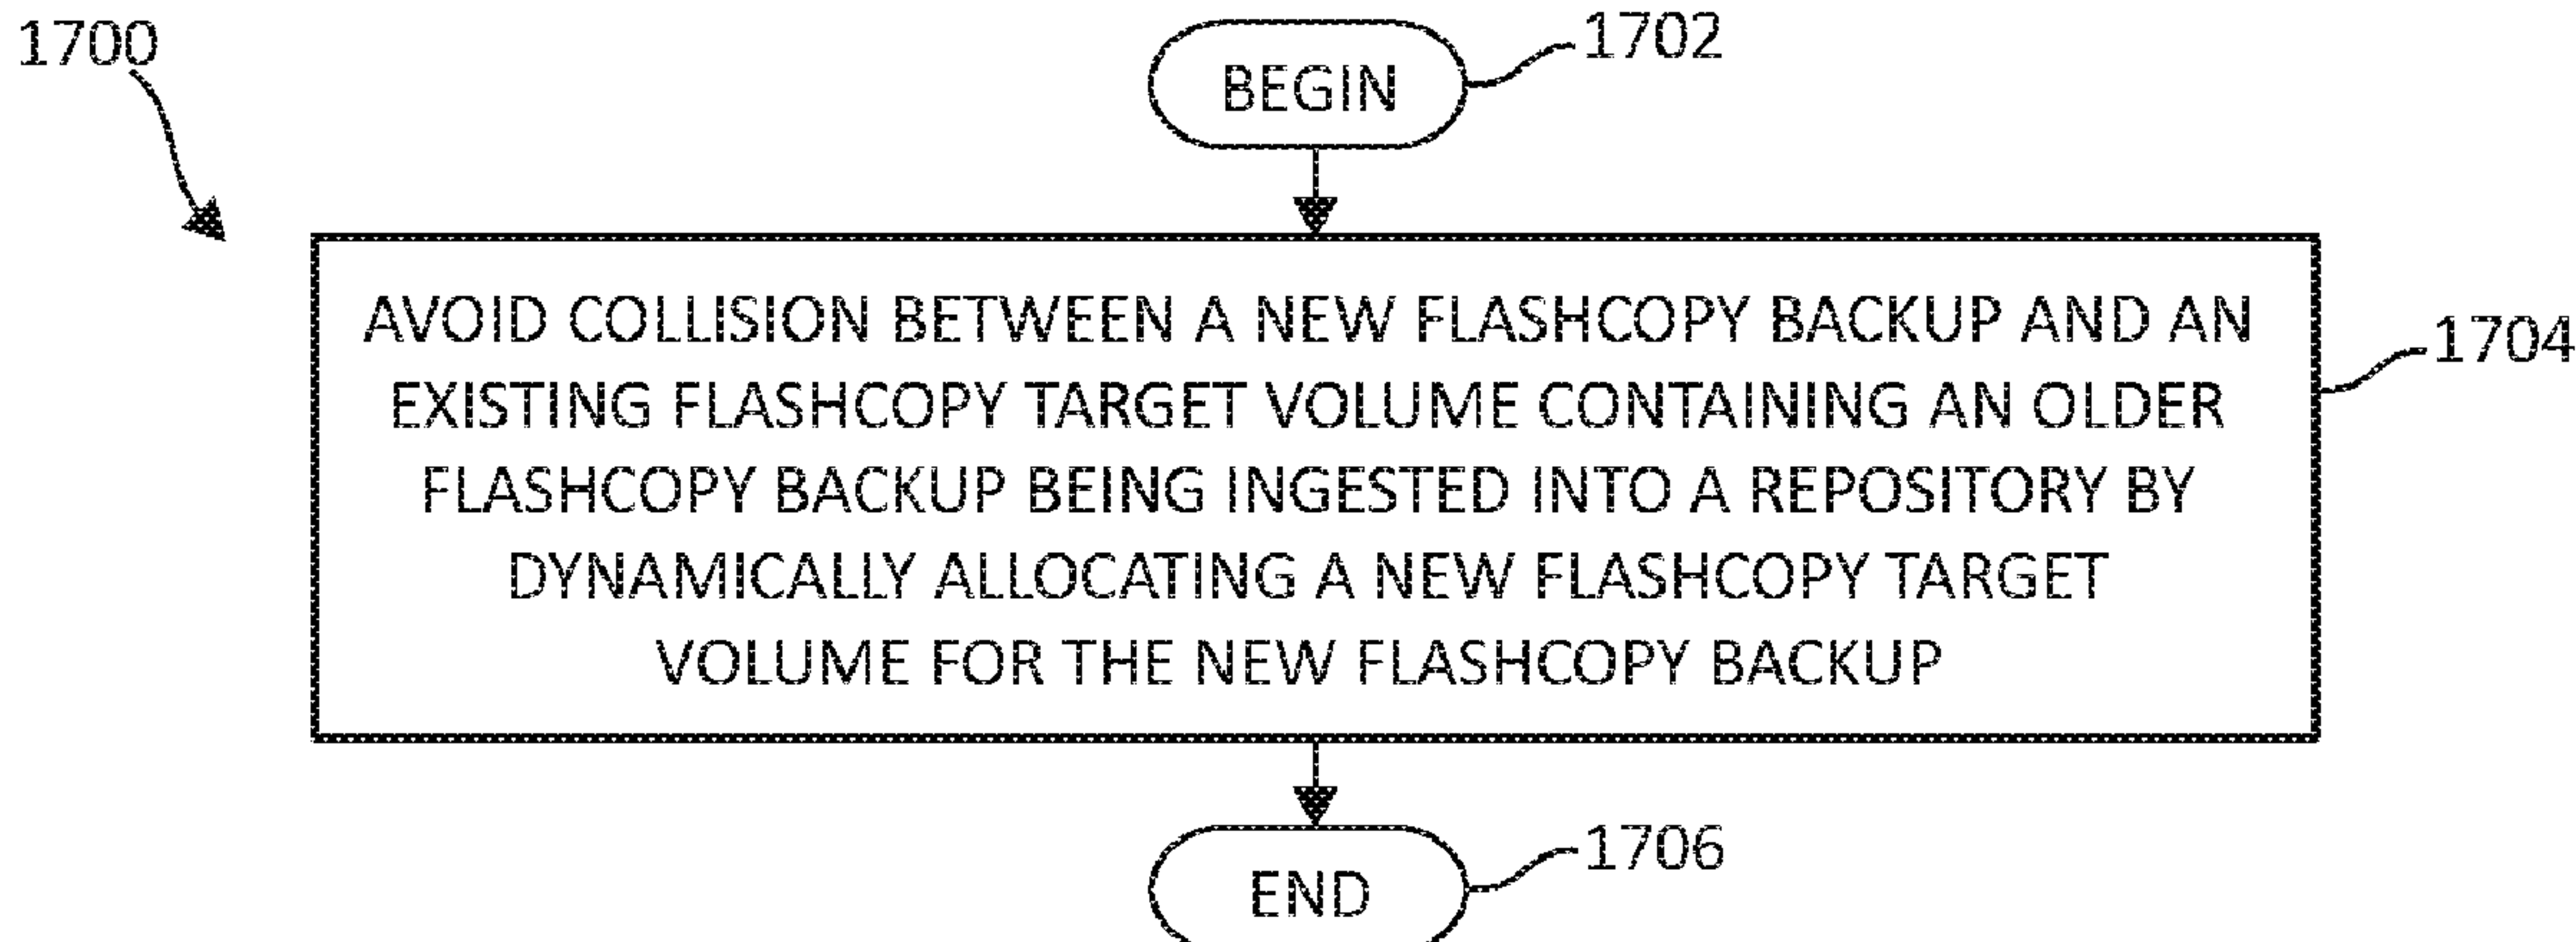 1700
BEGIN
1702
AVOID COLLISION BETWEEN A NEW FLASHCOPY BACKUP AND AN
EXISTING FLASHCOPY TARGET VOLUME CONTAINING AN OLDER
FLASHCOPY BACKUP BEING INGESTED INTO A REPOSITORY BY
DYNAMICALLY ALLOCATING A NEW FLASHCOPY TARGET
VOLUME FOR THE NEW FLASHCOPY BACKUP
1704
END
1706